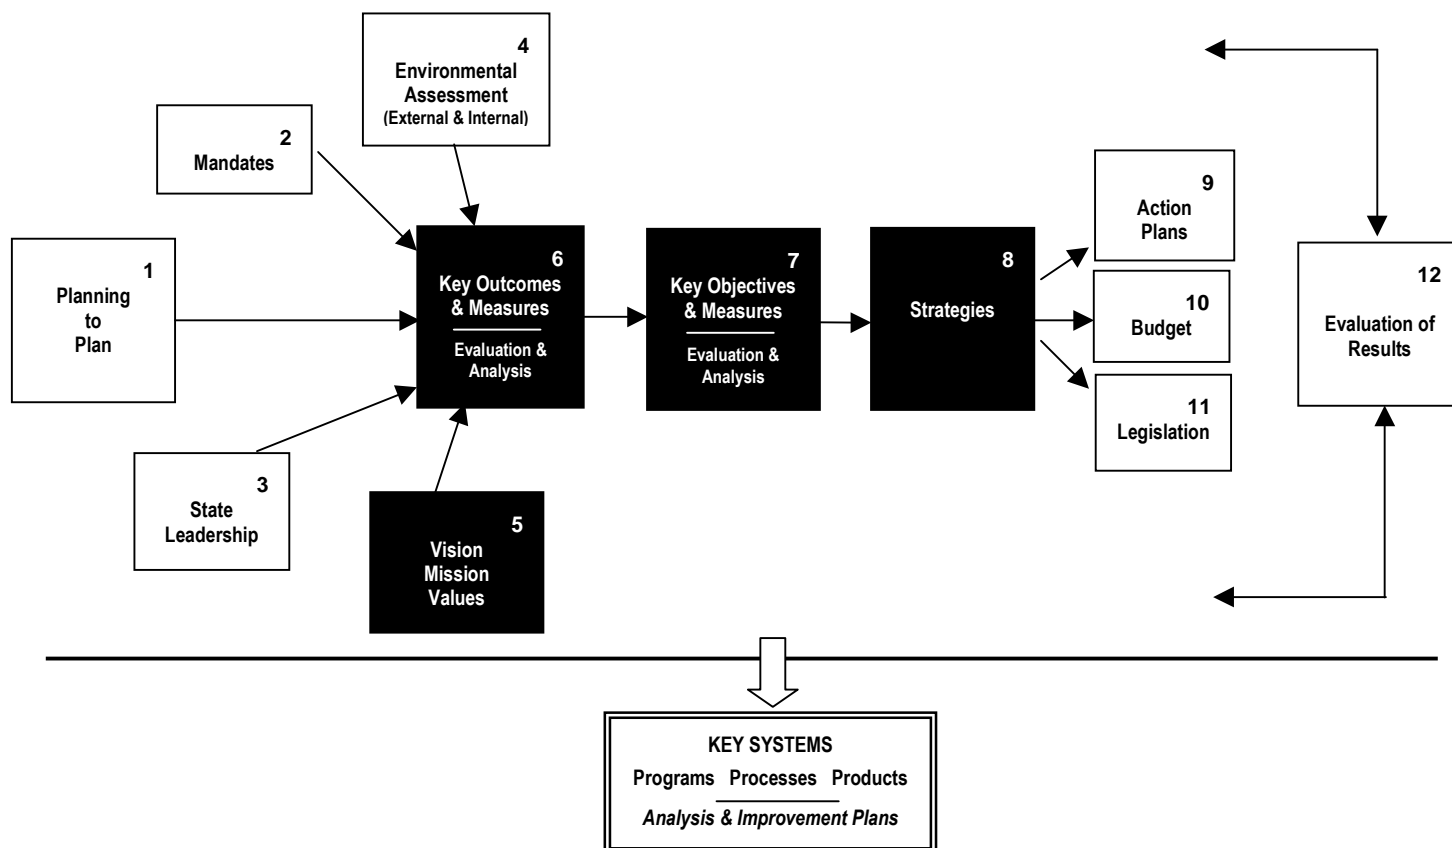 1
Planning
to
Plan
2
Mandates
3
State
Leadership
4
Environmental
Assessment
(External & Internal)
5
Vision
Mission
Values
6
Key Outcomes
& Measures
Evaluation &
Analysis
7
Key Objectives
& Measures
Evaluation &
Analysis
8
Strategies
9
Action
Plans
10
Budget
11
Legislation
12
Evaluation of
Results
KEY SYSTEMS
Programs Processes Products
Analysis & Improvement Plans